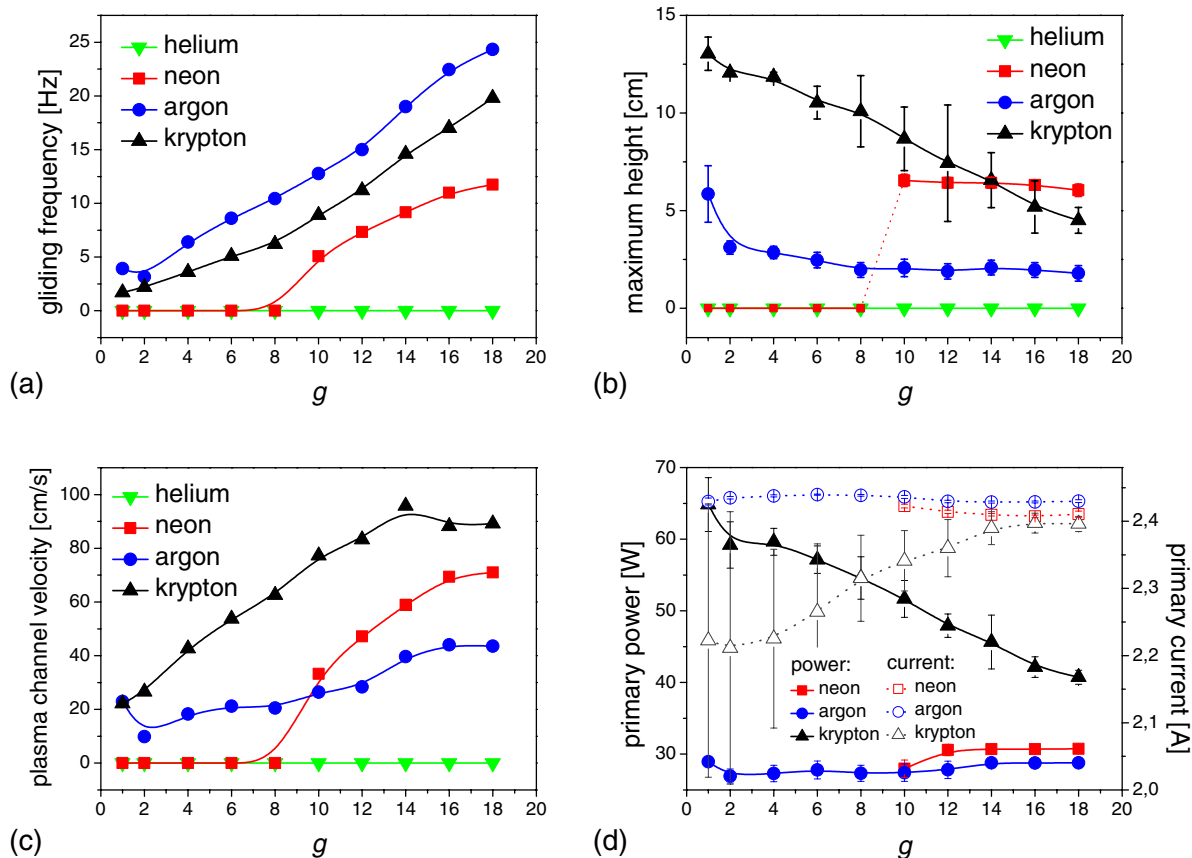 25
20
15
10
5
0
gliding frequency [Hz]
helium
neon
argon
krypton
0 2 4 6 8 10 12 14 16 18 20
g
(a)
15
10
5
0
maximum height [cm]
helium
neon
argon
krypton
0 2 4 6 8 10 12 14 16 18 20
g
(b)
100
80
60
40
20
0
plasma channel velocity [cm/s]
helium
neon
argon
krypton
0 2 4 6 8 10 12 14 16 18 20
g
(c)
70
60
50
40
30
primary power [W]
power: current:
neon neon
argon argon
krypton krypton
2,4
2,3
2,2
2,1
2,0
primary current [A]
0 2 4 6 8 10 12 14 16 18 20
g
(d)